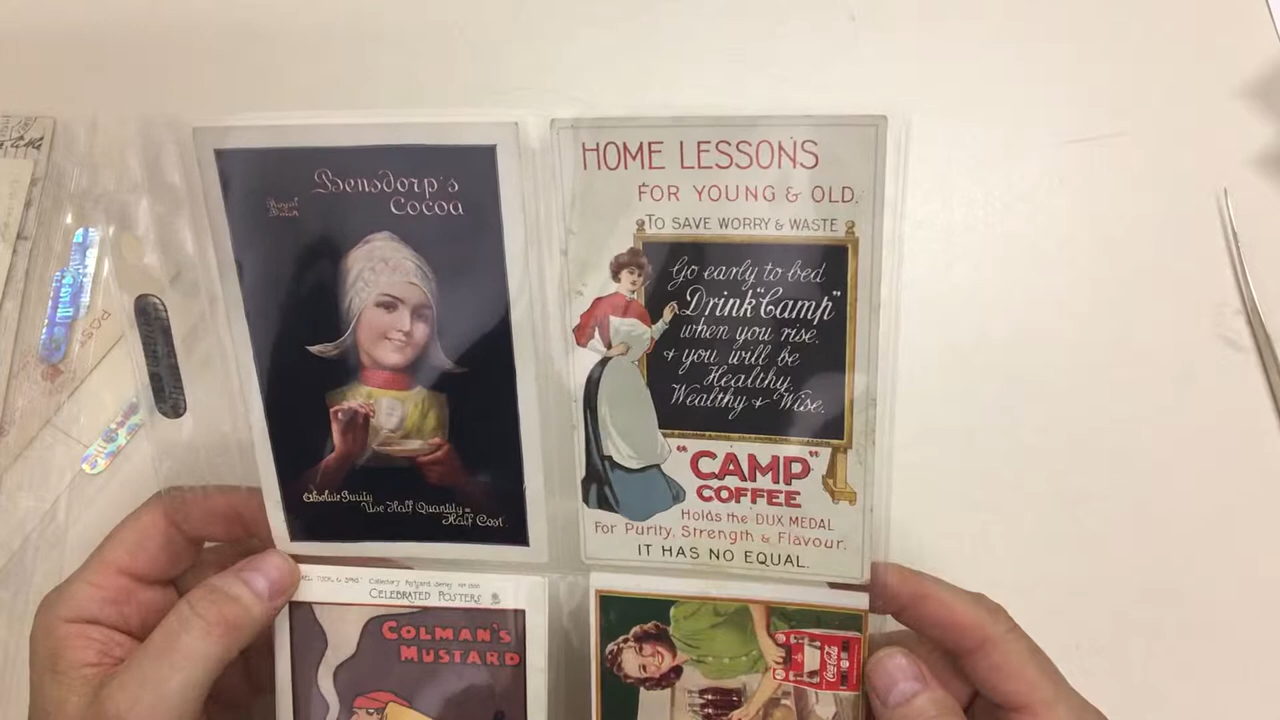 Bensdorp's
Royal
Dutch
Cocoa
Absolute Purity
Use Half Quantity=
Half Cost.
HOME LESSONS
FOR YOUNG & OLD.
TO SAVE WORRY & WASTE
Go early to bed
Drink "Camp"
when you rise.
& you will be
Healthy,
Wealthy & Wise.
"CAMP"
COFFEE
Holds the DUX MEDAL
For Purity, Strength & Flavour.
IT HAS NO EQUAL.
TUCK & SONS' Collectors' Postcard Series
CELEBRATED POSTERS
COLMAN'S
MUSTARD
Coca-Cola
POST